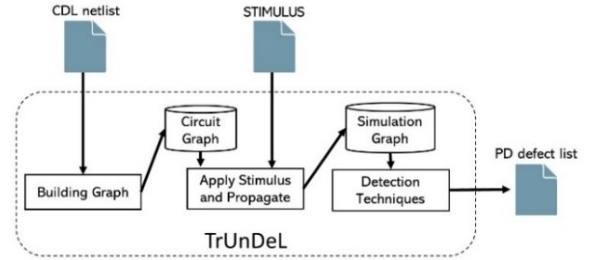 CDL netlist
STIMULUS
Circuit
Graph
Simulation
Graph
PD defect list
Building Graph
Apply Stimulus
and Propagate
Detection
Techniques
TrUnDeL